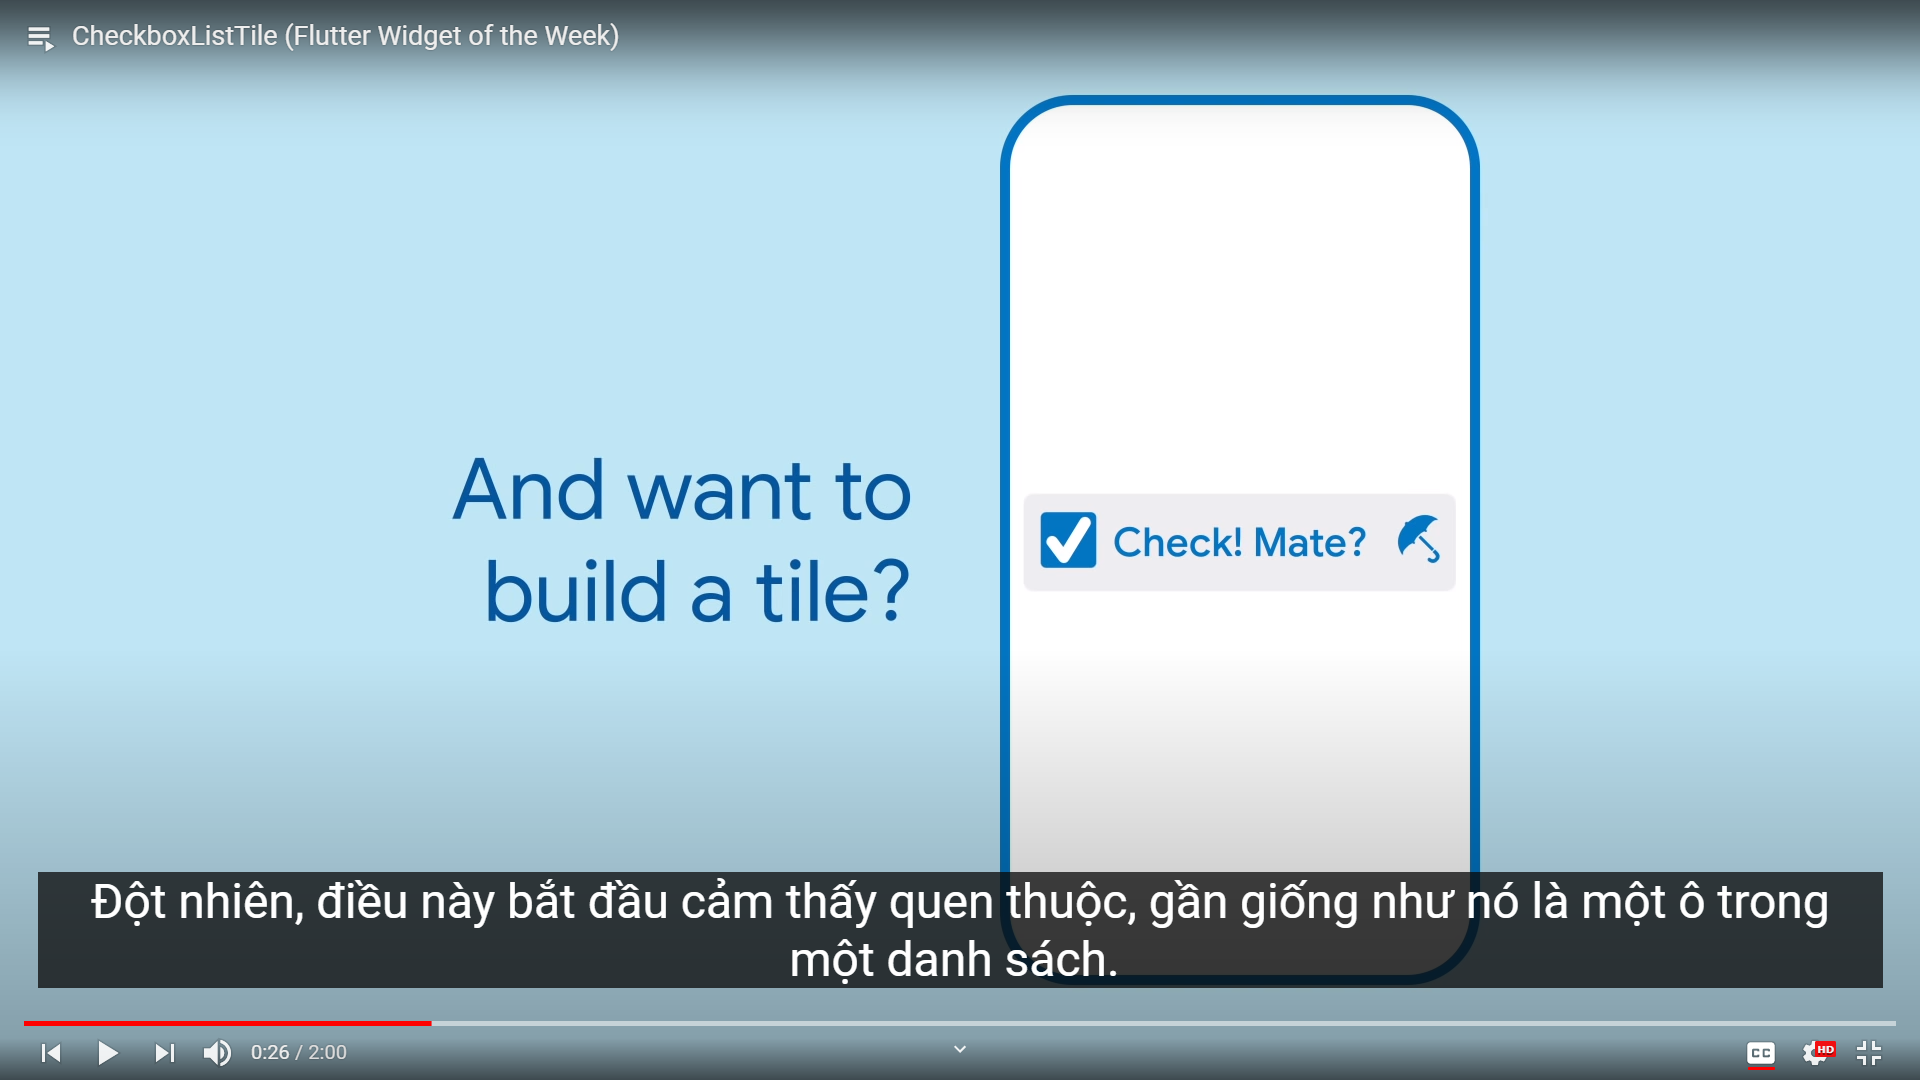 CheckboxListTile (Flutter Widget of the Week)
And want to
build a tile?
Check! Mate?
Đột nhiên, điều này bắt đầu cảm thấy quen thuộc, gần giống như nó là một ô trong
một danh sách.
0:26 / 2:00
CC
HD